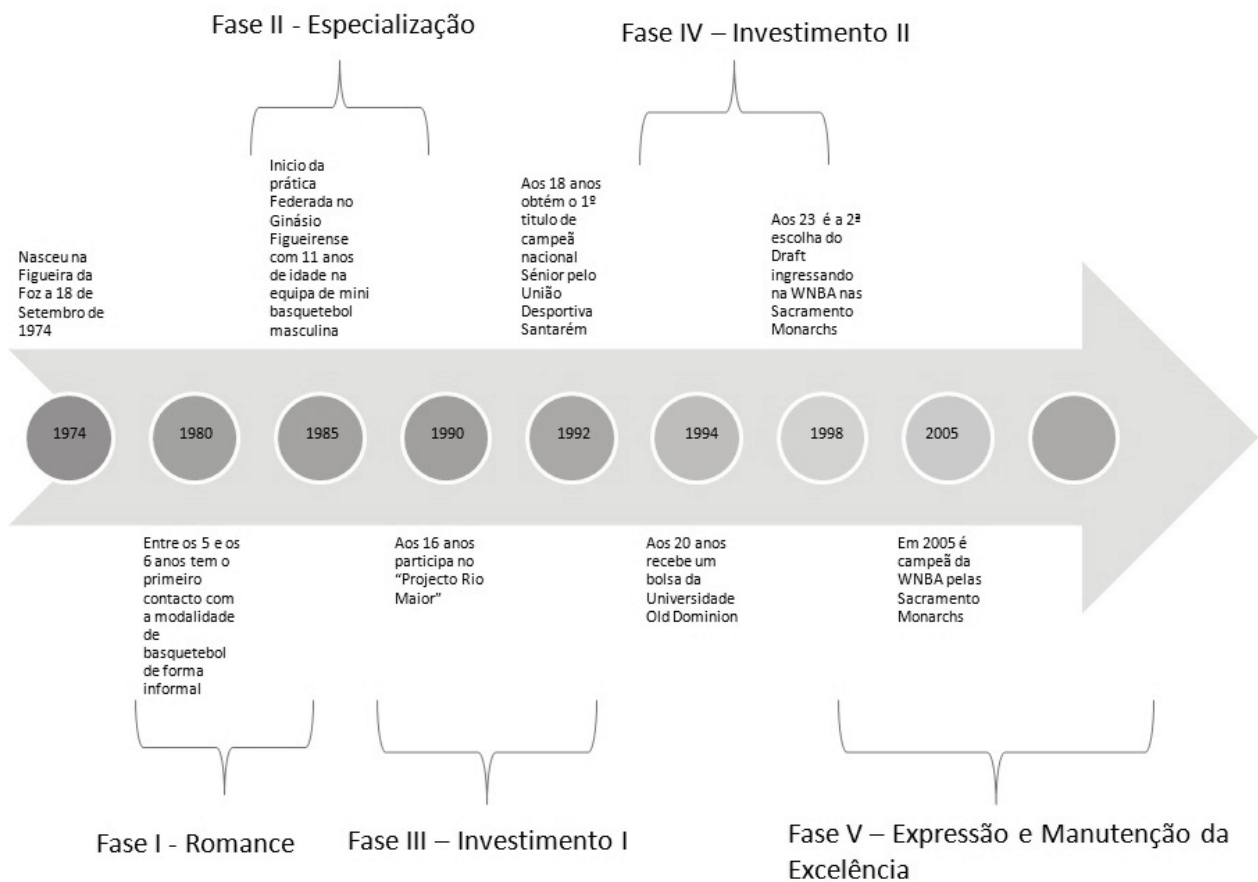 Fase II - Especialização
Fase IV – Investimento II
Nasceu na
Figueira da
Foz a 18 de
Setembro de
1974
Inicio da
prática
Federada no
Ginásio
Figueirense
com 11 anos
de idade na
equipa de mini
basquetebol
masculina
Aos 18 anos
obtém o 1º
titulo de
campeã
nacional
Sénior pelo
União
Desportiva
Santarém
Aos 23 é a 2ª
escolha do
Draft
ingressando
na WNBA nas
Sacramento
Monarchs
1974
1980
1985
1990
1992
1994
1998
2005
Entre os 5 e os
6 anos tem o
primeiro
contacto com
a modalidade
de
basquetebol
de forma
informal
Aos 16 anos
participa no
“Projecto Rio
Maior”
Aos 20 anos
recebe um
bolsa da
Universidade
Old Dominion
Em 2005 é
campeã da
WNBA pelas
Sacramento
Monarchs
Fase I - Romance
Fase III – Investimento I
Fase V – Expressão e Manutenção da
Excelência